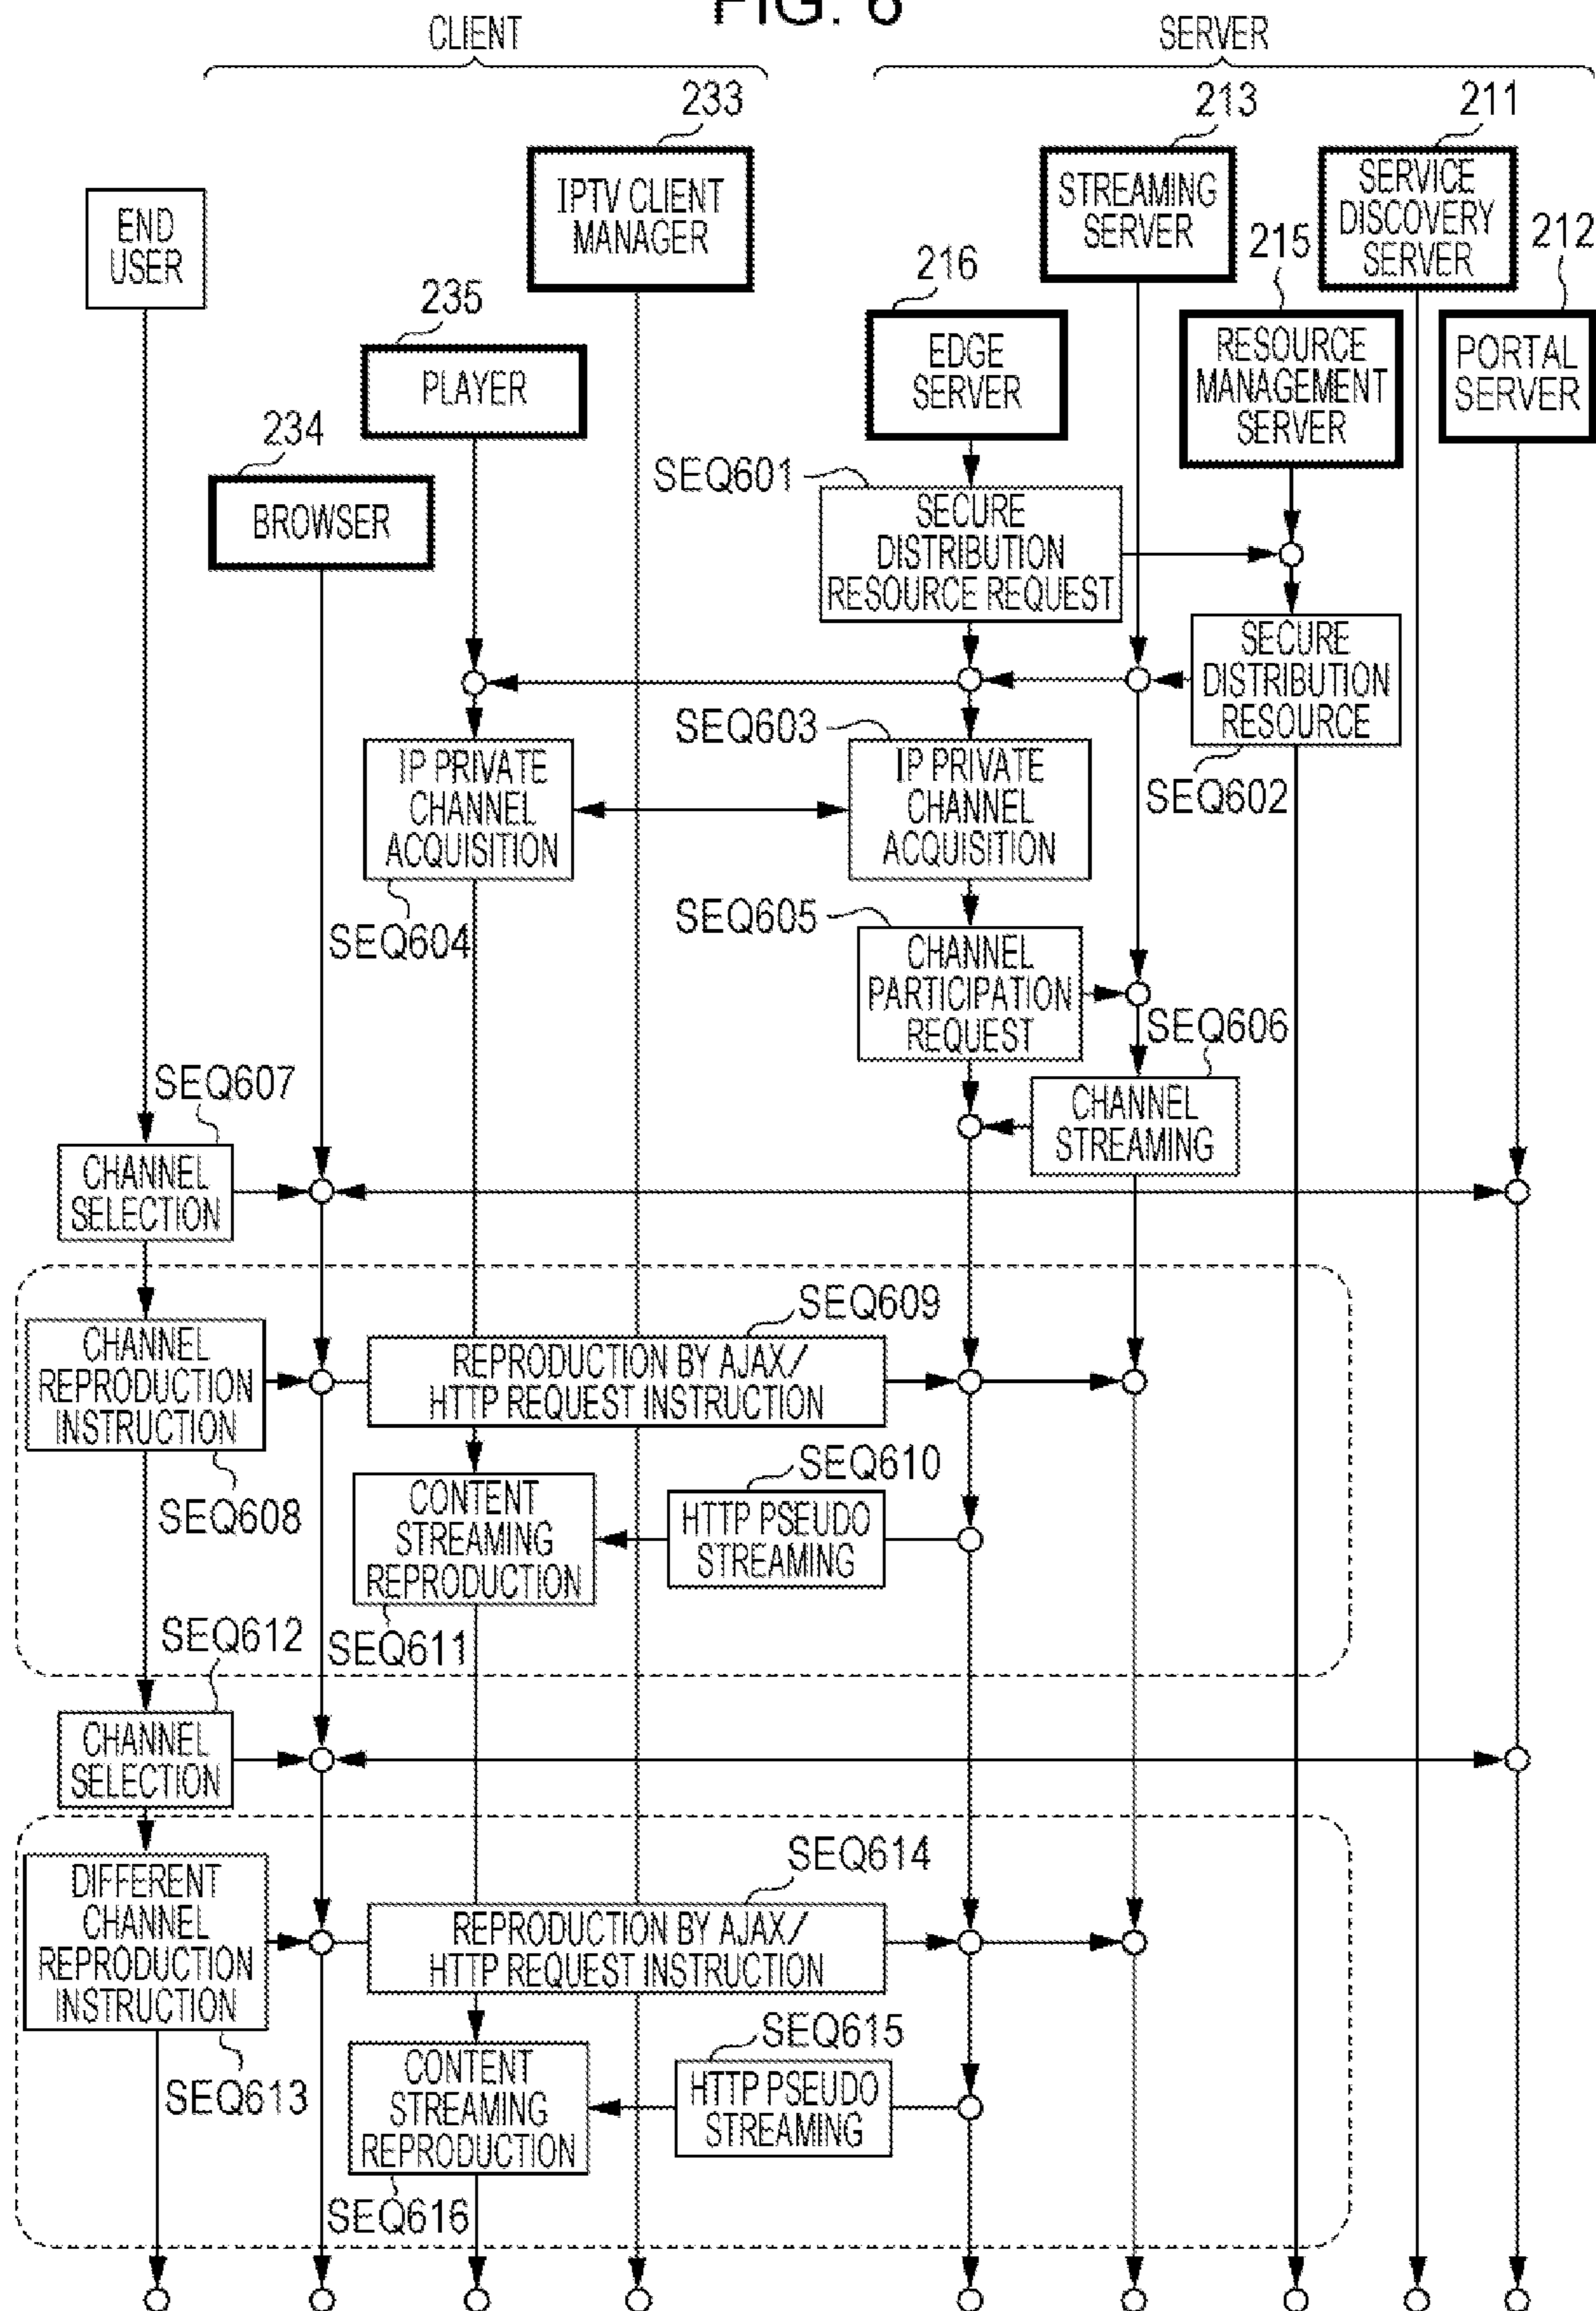 FIG. 6
CLIENT
SERVER
233
213
211
IPTV CLIENT
MANAGER
STREAMING
SERVER
SERVICE
DISCOVERY
SERVER
END
USER
216
215
212
235
PLAYER
EDGE
SERVER
RESOURCE
MANAGEMENT
SERVER
PORTAL
SERVER
234
BROWSER
SEQ601
SECURE
DISTRIBUTION
RESOURCE REQUEST
SECURE
DISTRIBUTION
RESOURCE
SEQ602
SEQ603
IP PRIVATE
CHANNEL
ACQUISITION
IP PRIVATE
CHANNEL
ACQUISITION
SEQ604
SEQ605
CHANNEL
PARTICIPATION
REQUEST
SEQ606
CHANNEL
STREAMING
SEQ607
CHANNEL
SELECTION
SEQ609
CHANNEL
REPRODUCTION
INSTRUCTION
REPRODUCTION BY AJAX/
HTTP REQUEST INSTRUCTION
SEQ608
SEQ610
CONTENT
STREAMING
REPRODUCTION
HTTP PSEUDO
STREAMING
SEQ611
SEQ612
CHANNEL
SELECTION
SEQ614
DIFFERENT
CHANNEL
REPRODUCTION
INSTRUCTION
REPRODUCTION BY AJAX/
HTTP REQUEST INSTRUCTION
SEQ613
SEQ615
CONTENT
STREAMING
REPRODUCTION
HTTP PSEUDO
STREAMING
SEQ616